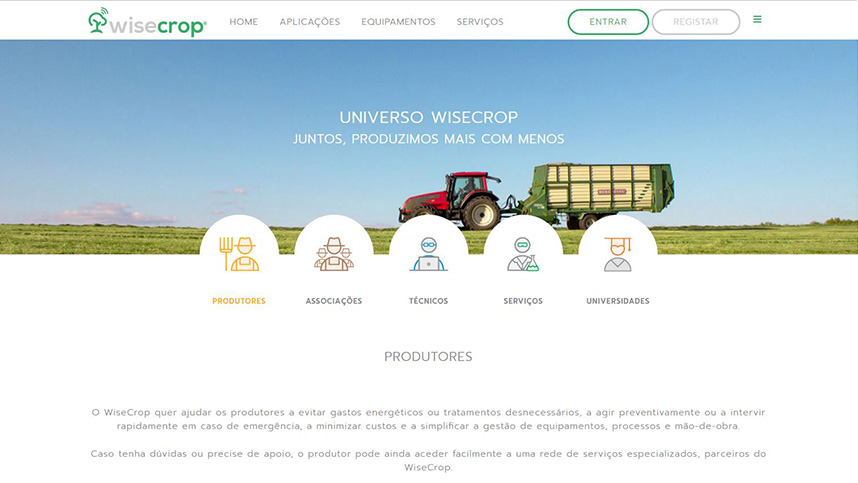 wisecrop®
HOME APLICAÇÕES EQUIPAMENTOS SERVIÇOS ENTRAR REGISTAR
UNIVERSO WISECROP
JUNTOS, PRODUZIMOS MAIS COM MENOS
PRODUTORES ASSOCIAÇÕES TÉCNICOS SERVIÇOS UNIVERSIDADES
PRODUTORES
O WiseCrop quer ajudar os produtores a evitar gastos energéticos ou tratamentos desnecessários, a agir preventivamente ou a intervir
rapidamente em caso de emergência, a minimizar custos e a simplificar a gestão de equipamentos, processos e mão-de-obra.
Caso tenha dúvidas ou precise de apoio, o produtor pode ainda aceder facilmente a uma rede de serviços especializados, parceiros do
WiseCrop.